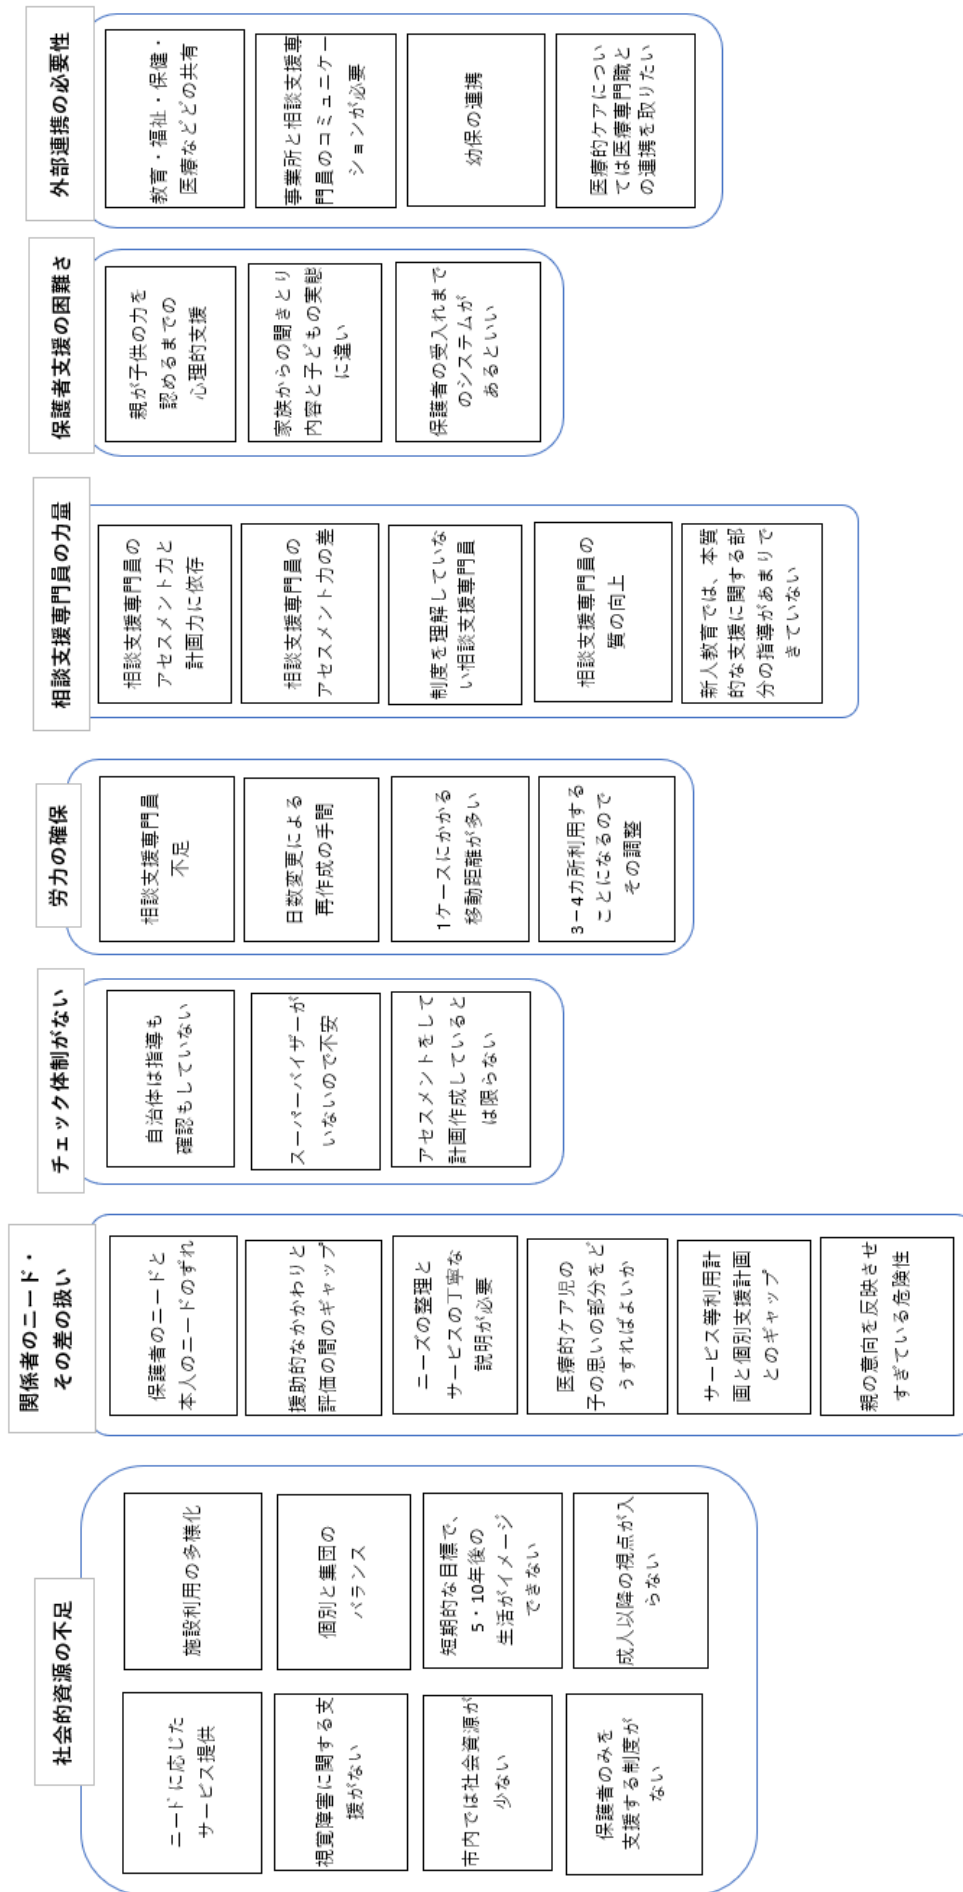 社会的資源の不足
ニードに応じた
サービス提供
視覚障害に関する支
援がない
市内では社会資源が
少ない
保護者のみを
支援する制度が
ない
施設利用の多様化
個別と集団の
バランス
短期的な目標で、
5・10年後の
生活がイメージ
できない
成人以降の視点が入
らない
関係者のニード・
その差の扱い
保護者のニードと
本人のニードのずれ
援助的なかかわりと
評価の間のギャップ
ニーズの整理と
サービスの丁寧な
説明が必要
医療的ケア児の
子の思いの部分をど
うすればよいか
サービス等利用計
画と個別支援計画
とのギャップ
親の意向を反映させ
すぎている危険性
チェック体制がない
自治体は指導も
確認もしていない
スーパーバイザーが
いないので不安
アセスメントをして
計画作成していると
は限らない
労力の確保
相談支援専門員
不足
日数変更による
再作成の手間
1ケースにかかる
移動距離が多い
3－4カ所利用する
ことになるので
その調整
相談支援専門員の力量
相談支援専門員の
アセスメント力と
計画力に依存
相談支援専門員の
アセスメント力の差
制度を理解していな
い相談支援専門員
相談支援専門員の
質の向上
新人教育では、本質
的な支援に関する部
分の指導があまりで
きていない
保護者支援の困難さ
親が子供の力を
認めるまでの
心理的支援
家族からの聞きとり
内容と子どもの実態
に違い
保護者の受入れまで
のシステムが
あるといい
外部連携の必要性
教育・福祉・保健・
医療などどの共有
事業所と相談支援専
門員のコミュニケー
ションが必要
幼保の連携
医療的ケアについ
ては医療専門職と
の連携を取りたい